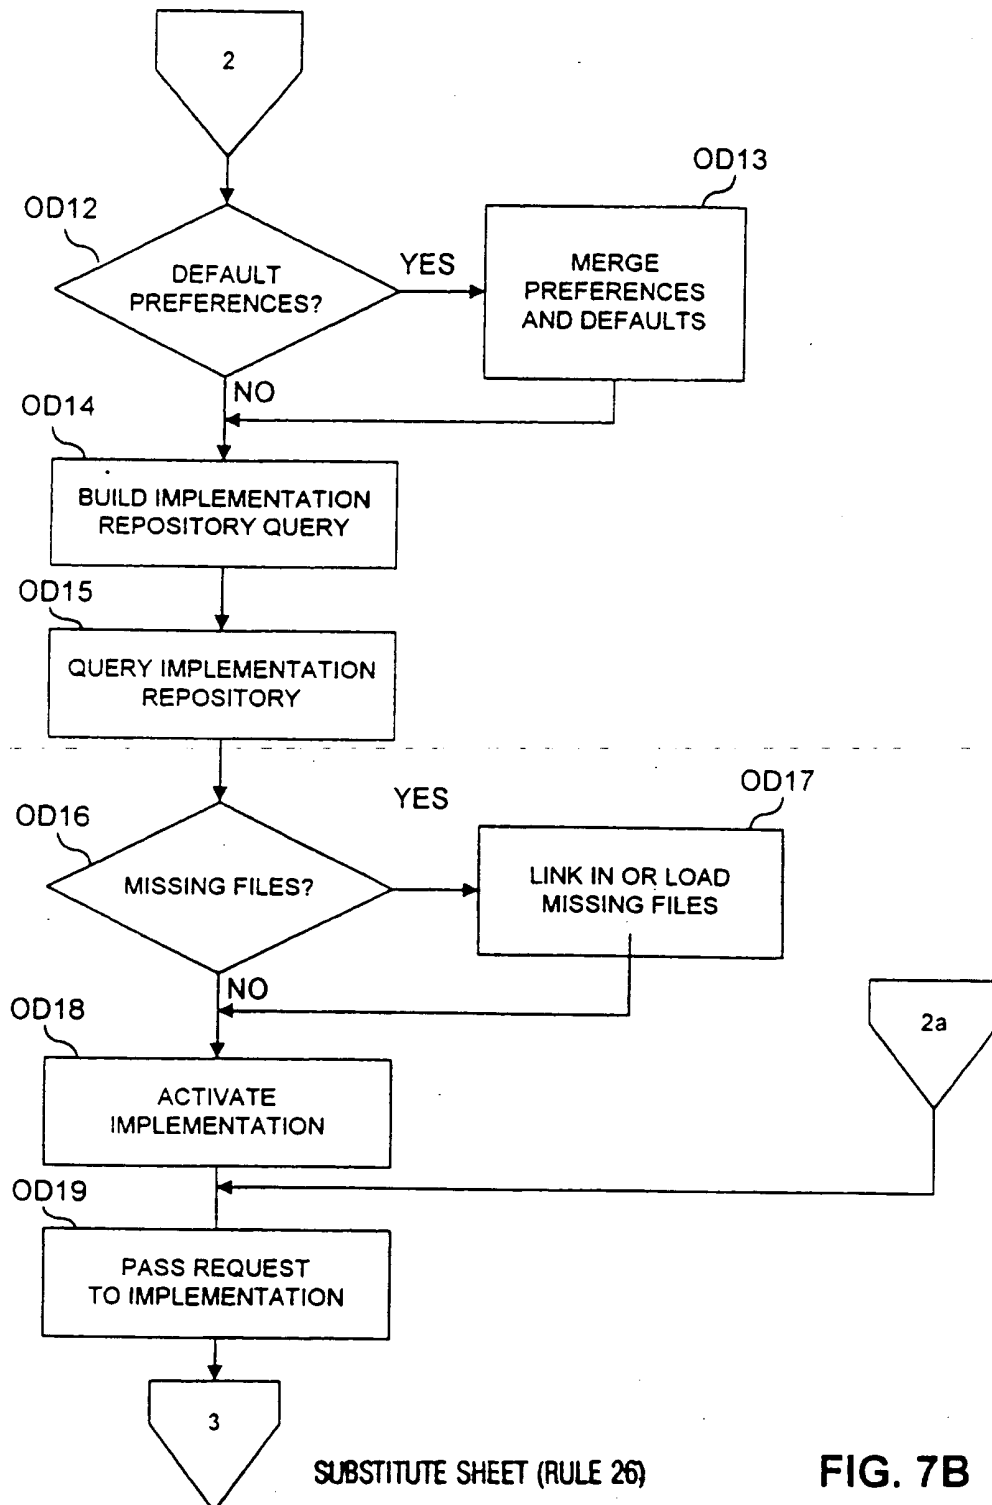 2
OD13
OD12
YES
DEFAULT
PREFERENCES?
MERGE
PREFERENCES
AND DEFAULTS
NO
OD14
BUILD IMPLEMENTATION
REPOSITORY QUERY
OD15
QUERY IMPLEMENTATION
REPOSITORY
OD17
YES
OD16
MISSING FILES?
LINK IN OR LOAD
MISSING FILES
NO
OD18
2a
ACTIVATE
IMPLEMENTATION
OD19
PASS REQUEST
TO IMPLEMENTATION
3
SUBSTITUTE SHEET (RULE 26)
FIG. 7B